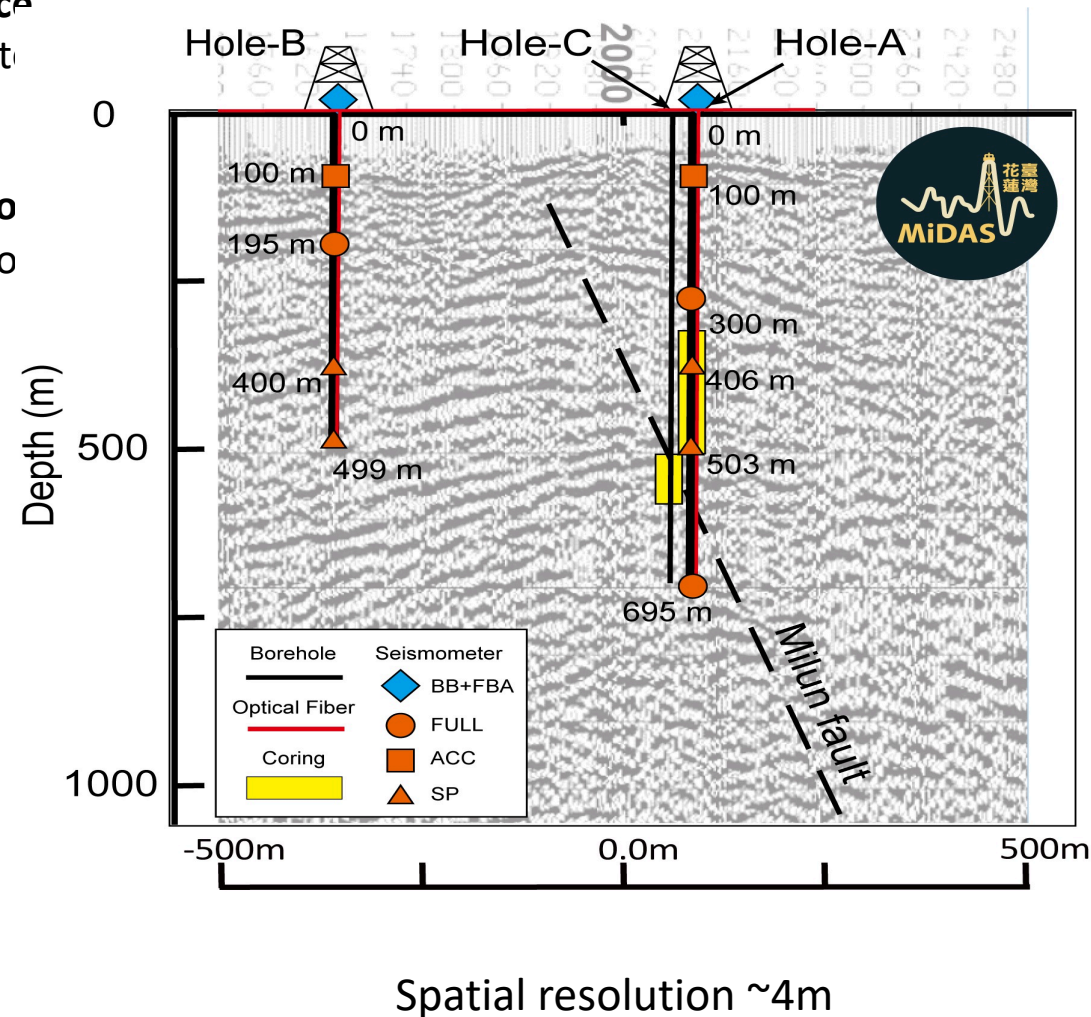 ce
Hole-B
Hole-C
2000
Hole-A
0
0 m
0 m
100 m
100 m
195 m
300 m
400 m
406 m
499 m
503 m
695 m
花臺
蓮灣
MiDAS
Depth (m)
500
1000
Milun fault
Borehole
Seismometer
BB+FBA
Optical Fiber
FULL
Coring
ACC
SP
-500m
0.0m
500m
Spatial resolution ~4m